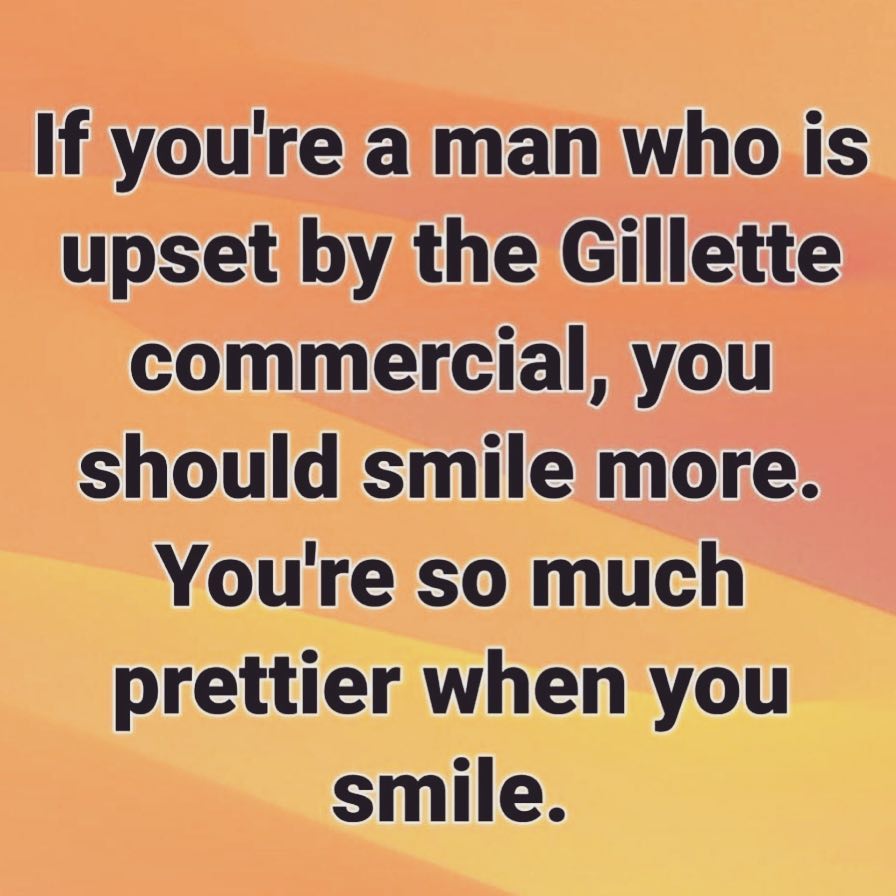 If you're a man who is
upset by the Gillette
commercial, you
should smile more.
You're so much
prettier when you
smile.